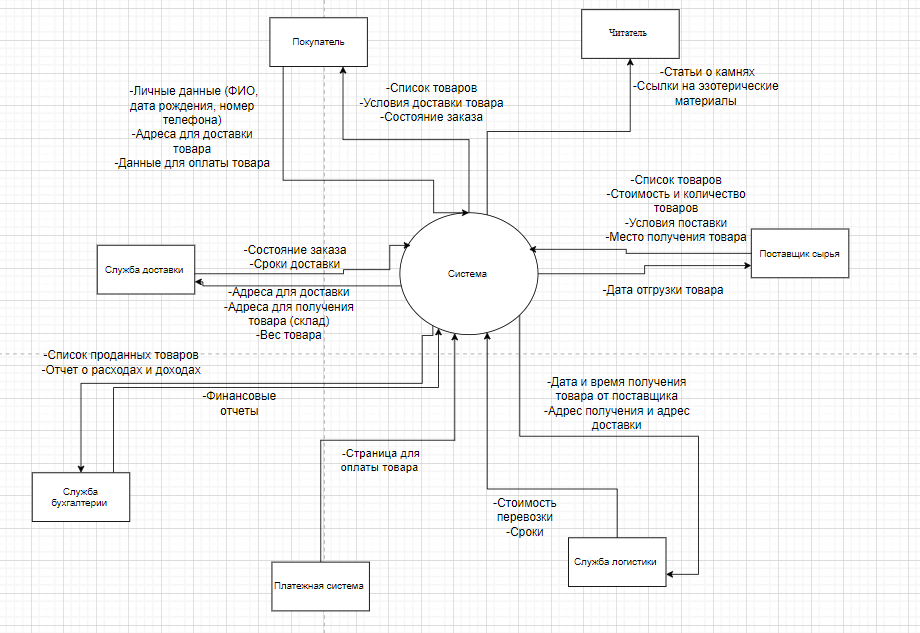 Покупатель
Читатель
-Личные данные (ФИО,
дата рождения, номер
телефона)
-Адреса для доставки
товара
-Данные для оплаты товара
-Список товаров
-Условия доставки товара
-Состояние заказа
-Статьи о камнях
-Ссылки на эзотерические
материалы
-Список товаров
-Стоимость и количество
товаров
-Условия поставки
-Место получения товара
Поставщик сырья
-Дата отгрузки товара
Служба доставки
-Состояние заказа
-Сроки доставки
Система
-Адреса для доставки
-Адреса для получения
товара (склад)
-Вес товара
-Список проданных товаров
-Отчет о расходах и доходах
-Финансовые
отчеты
Служба
бухгалтерии
-Страница для
оплаты товара
Платежная система
-Дата и время получения
товара от поставщика
-Адрес получения и адрес
доставки
-Стоимость
перевозки
-Сроки
Служба логистики